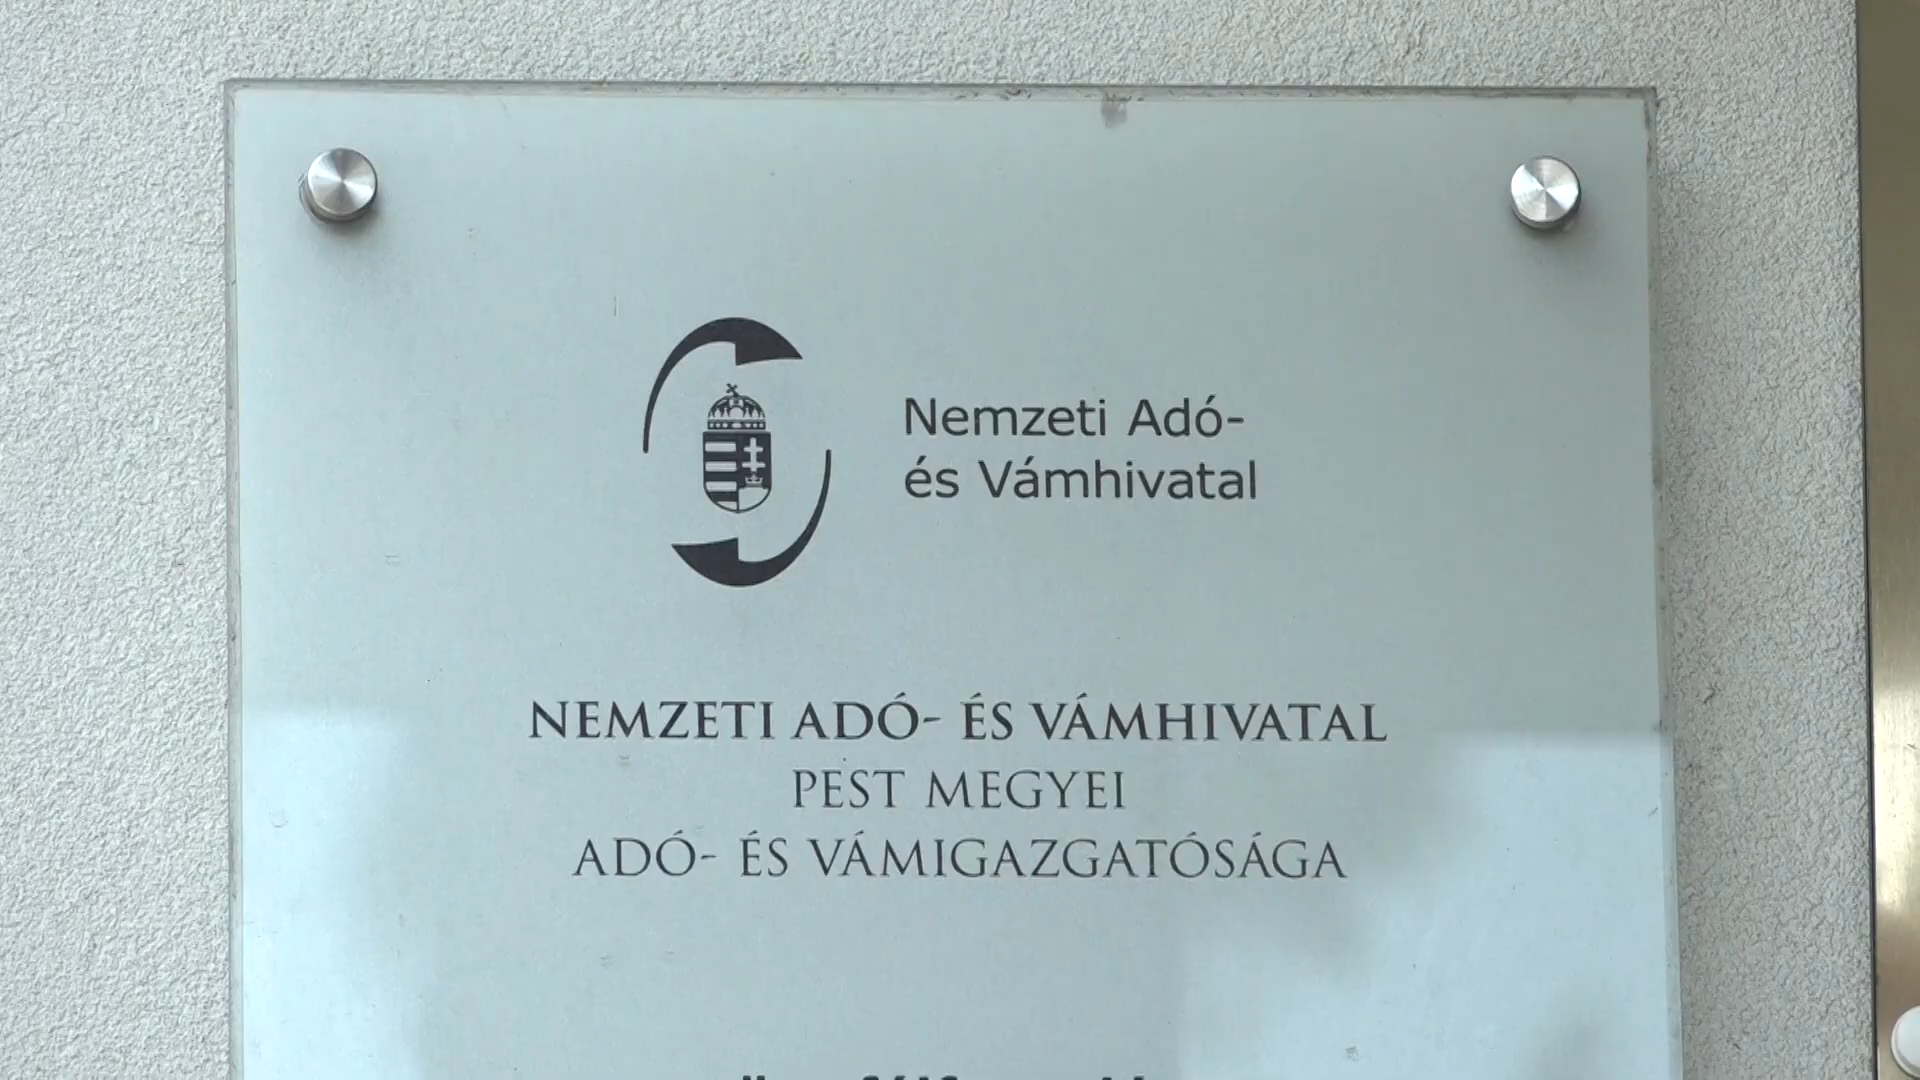 Nemzeti Adó-
és Vámhivatal
NEMZETI ADÓ- ÉS VÁMHIVATAL
PEST MEGYEI
ADÓ- ÉS VÁMIGAZGATÓSÁGA